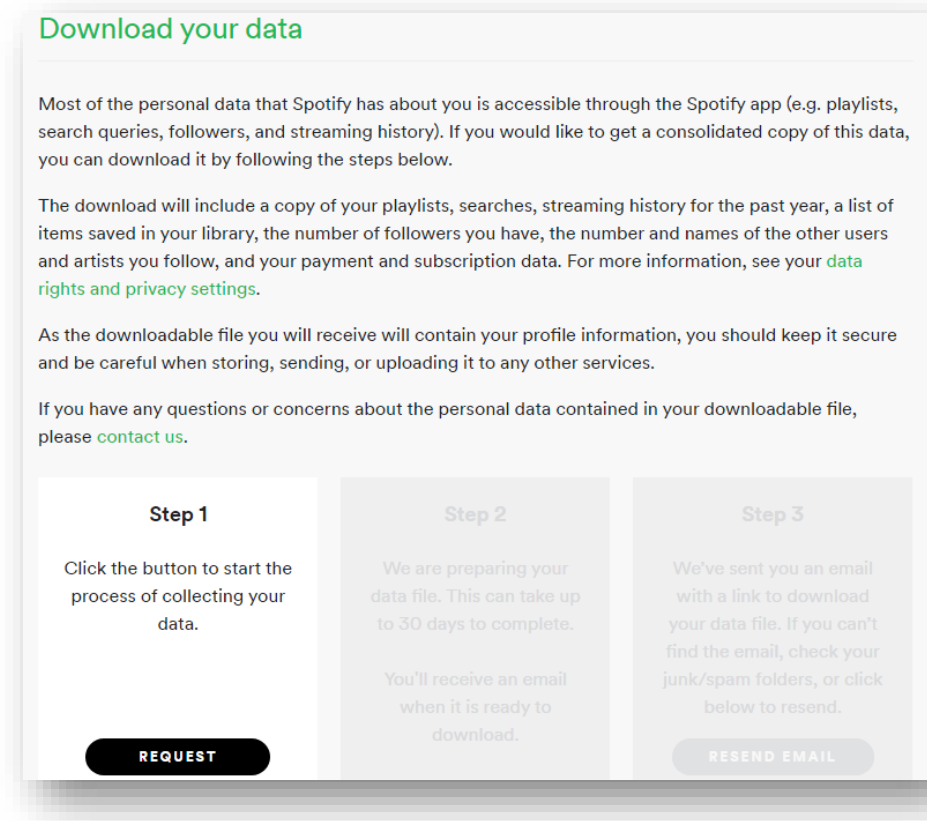 Download your data
Most of the personal data that Spotify has about you is accessible through the Spotify app (e.g. playlists,
search queries, followers, and streaming history). If you would like to get a consolidated copy of this data,
you can download it by following the steps below.
The download will include a copy of your playlists, searches, streaming history for the past year, a list of
items saved in your library, the number of followers you have, the number and names of the other users
and artists you follow, and your payment and subscription data. For more information, see your data
rights and privacy settings.
As the downloadable file you will receive will contain your profile information, you should keep it secure
and be careful when storing, sending, or uploading it to any other services.
If you have any questions or concerns about the personal data contained in your downloadable file,
please contact us.
Step 1
Click the button to start the
process of collecting your
data.
REQUEST
Step 2
We are preparing your
data file. This can take up
to 30 days to complete.
You'll receive an email
when it is ready to
download.
Step 3
We've sent you an email
with a link to download
your data file. If you can't
find the email, check your
junk/spam folders, or click
below to resend.
RESEND EMAIL